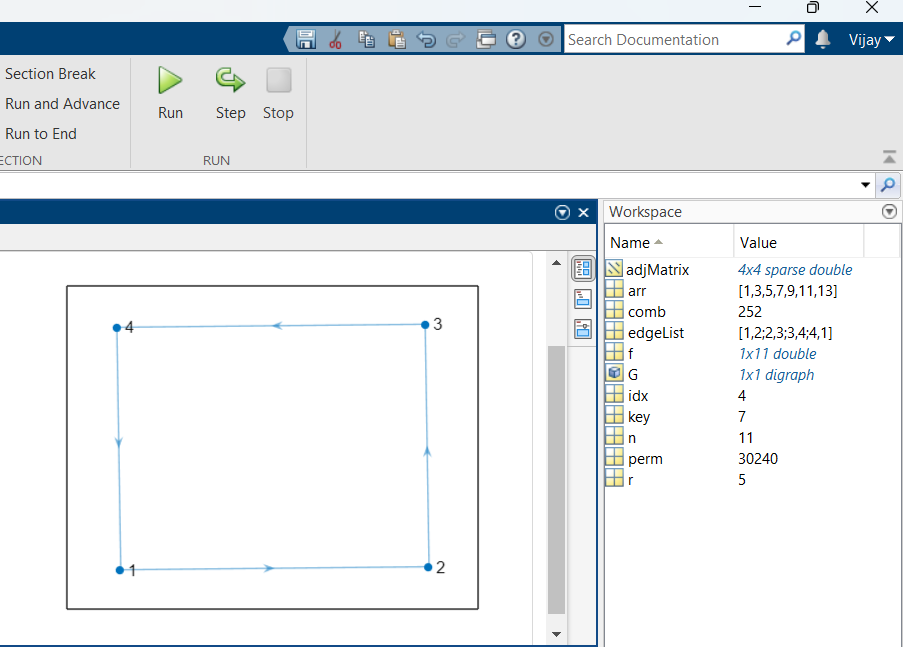 Search Documentation
Vijay
Section Break
Run and Advance
Run to End
ECTION
Run
Step
Stop
RUN
Workspace
Name Value
adjMatrix 4x4 sparse double
arr [1,3,5,7,9,11,13]
comb 252
edgeList [1,2;2,3;3,4;4,1]
f 1x11 double
G 1x1 digraph
idx 4
key 7
n 11
perm 30240
r 5
4
3
1
2